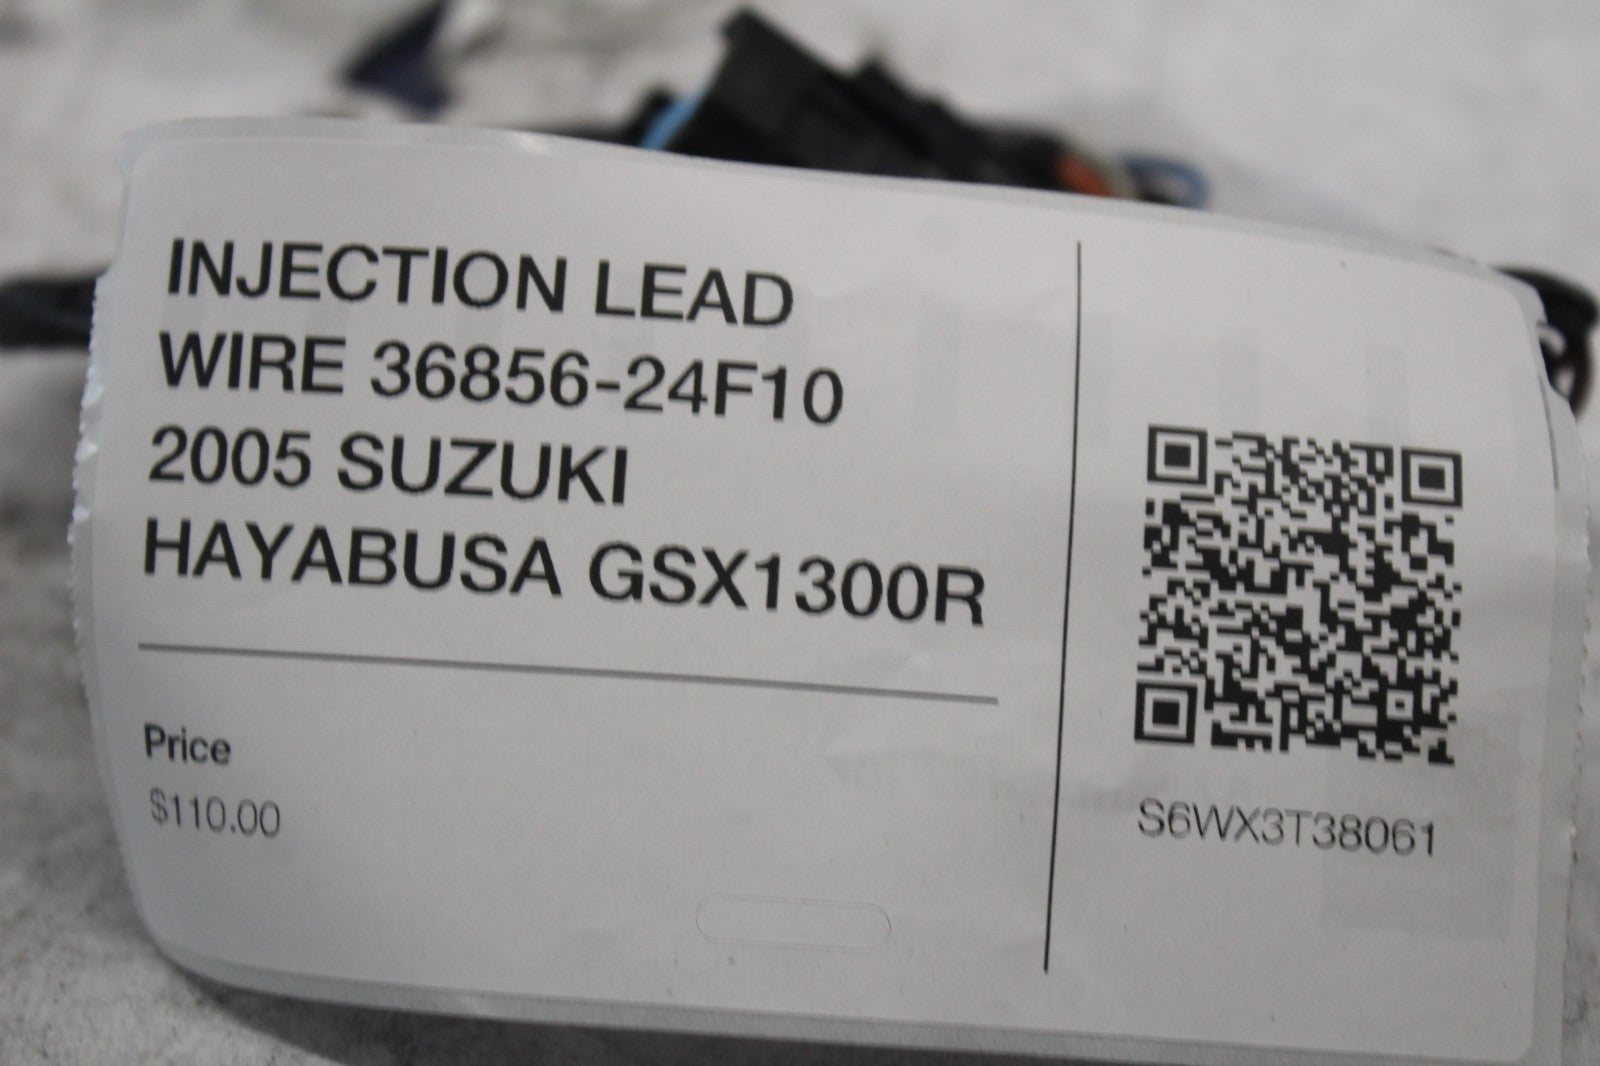 INJECTION LEAD
WIRE 36856-24F10
2005 SUZUKI
HAYABUSA GSX1300R
Price
$110.00
S6WX3T38061